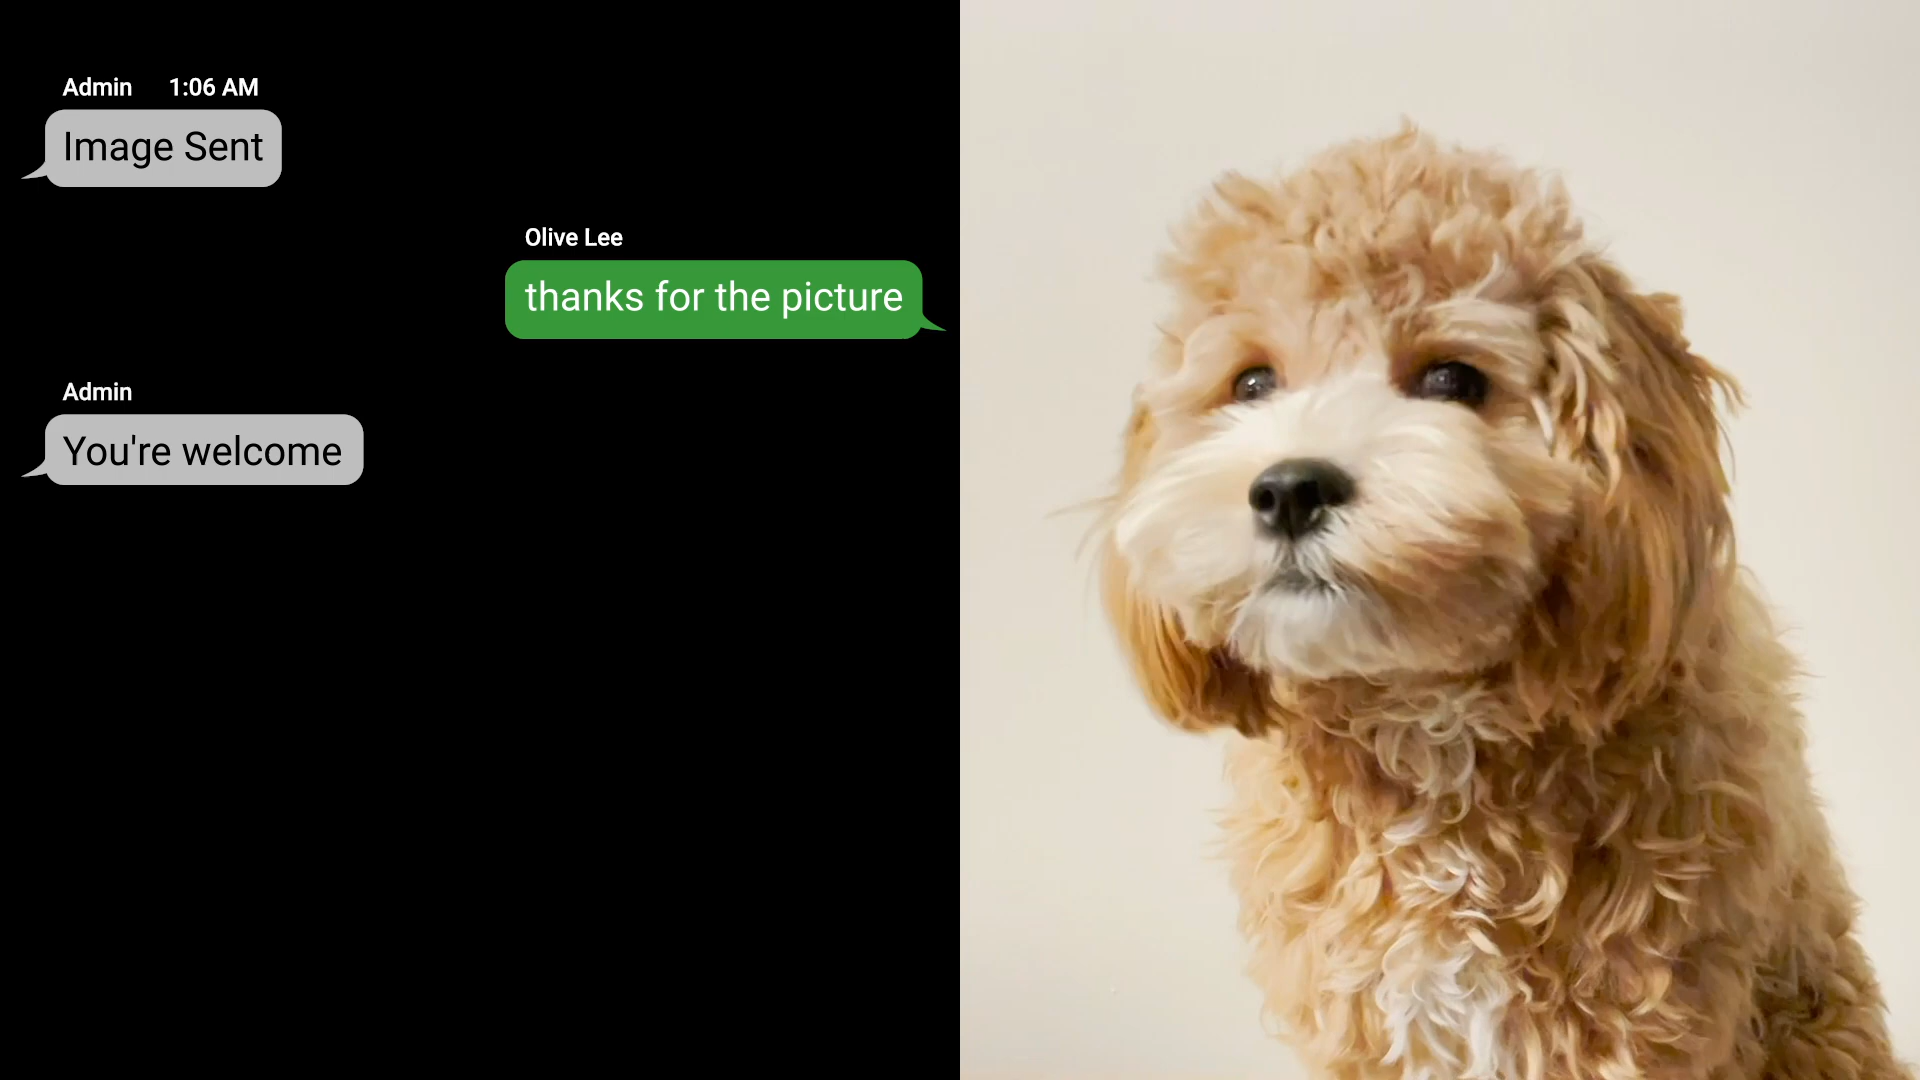 Admin 1:06 AM
Image Sent
Olive Lee
thanks for the picture
Admin
You're welcome